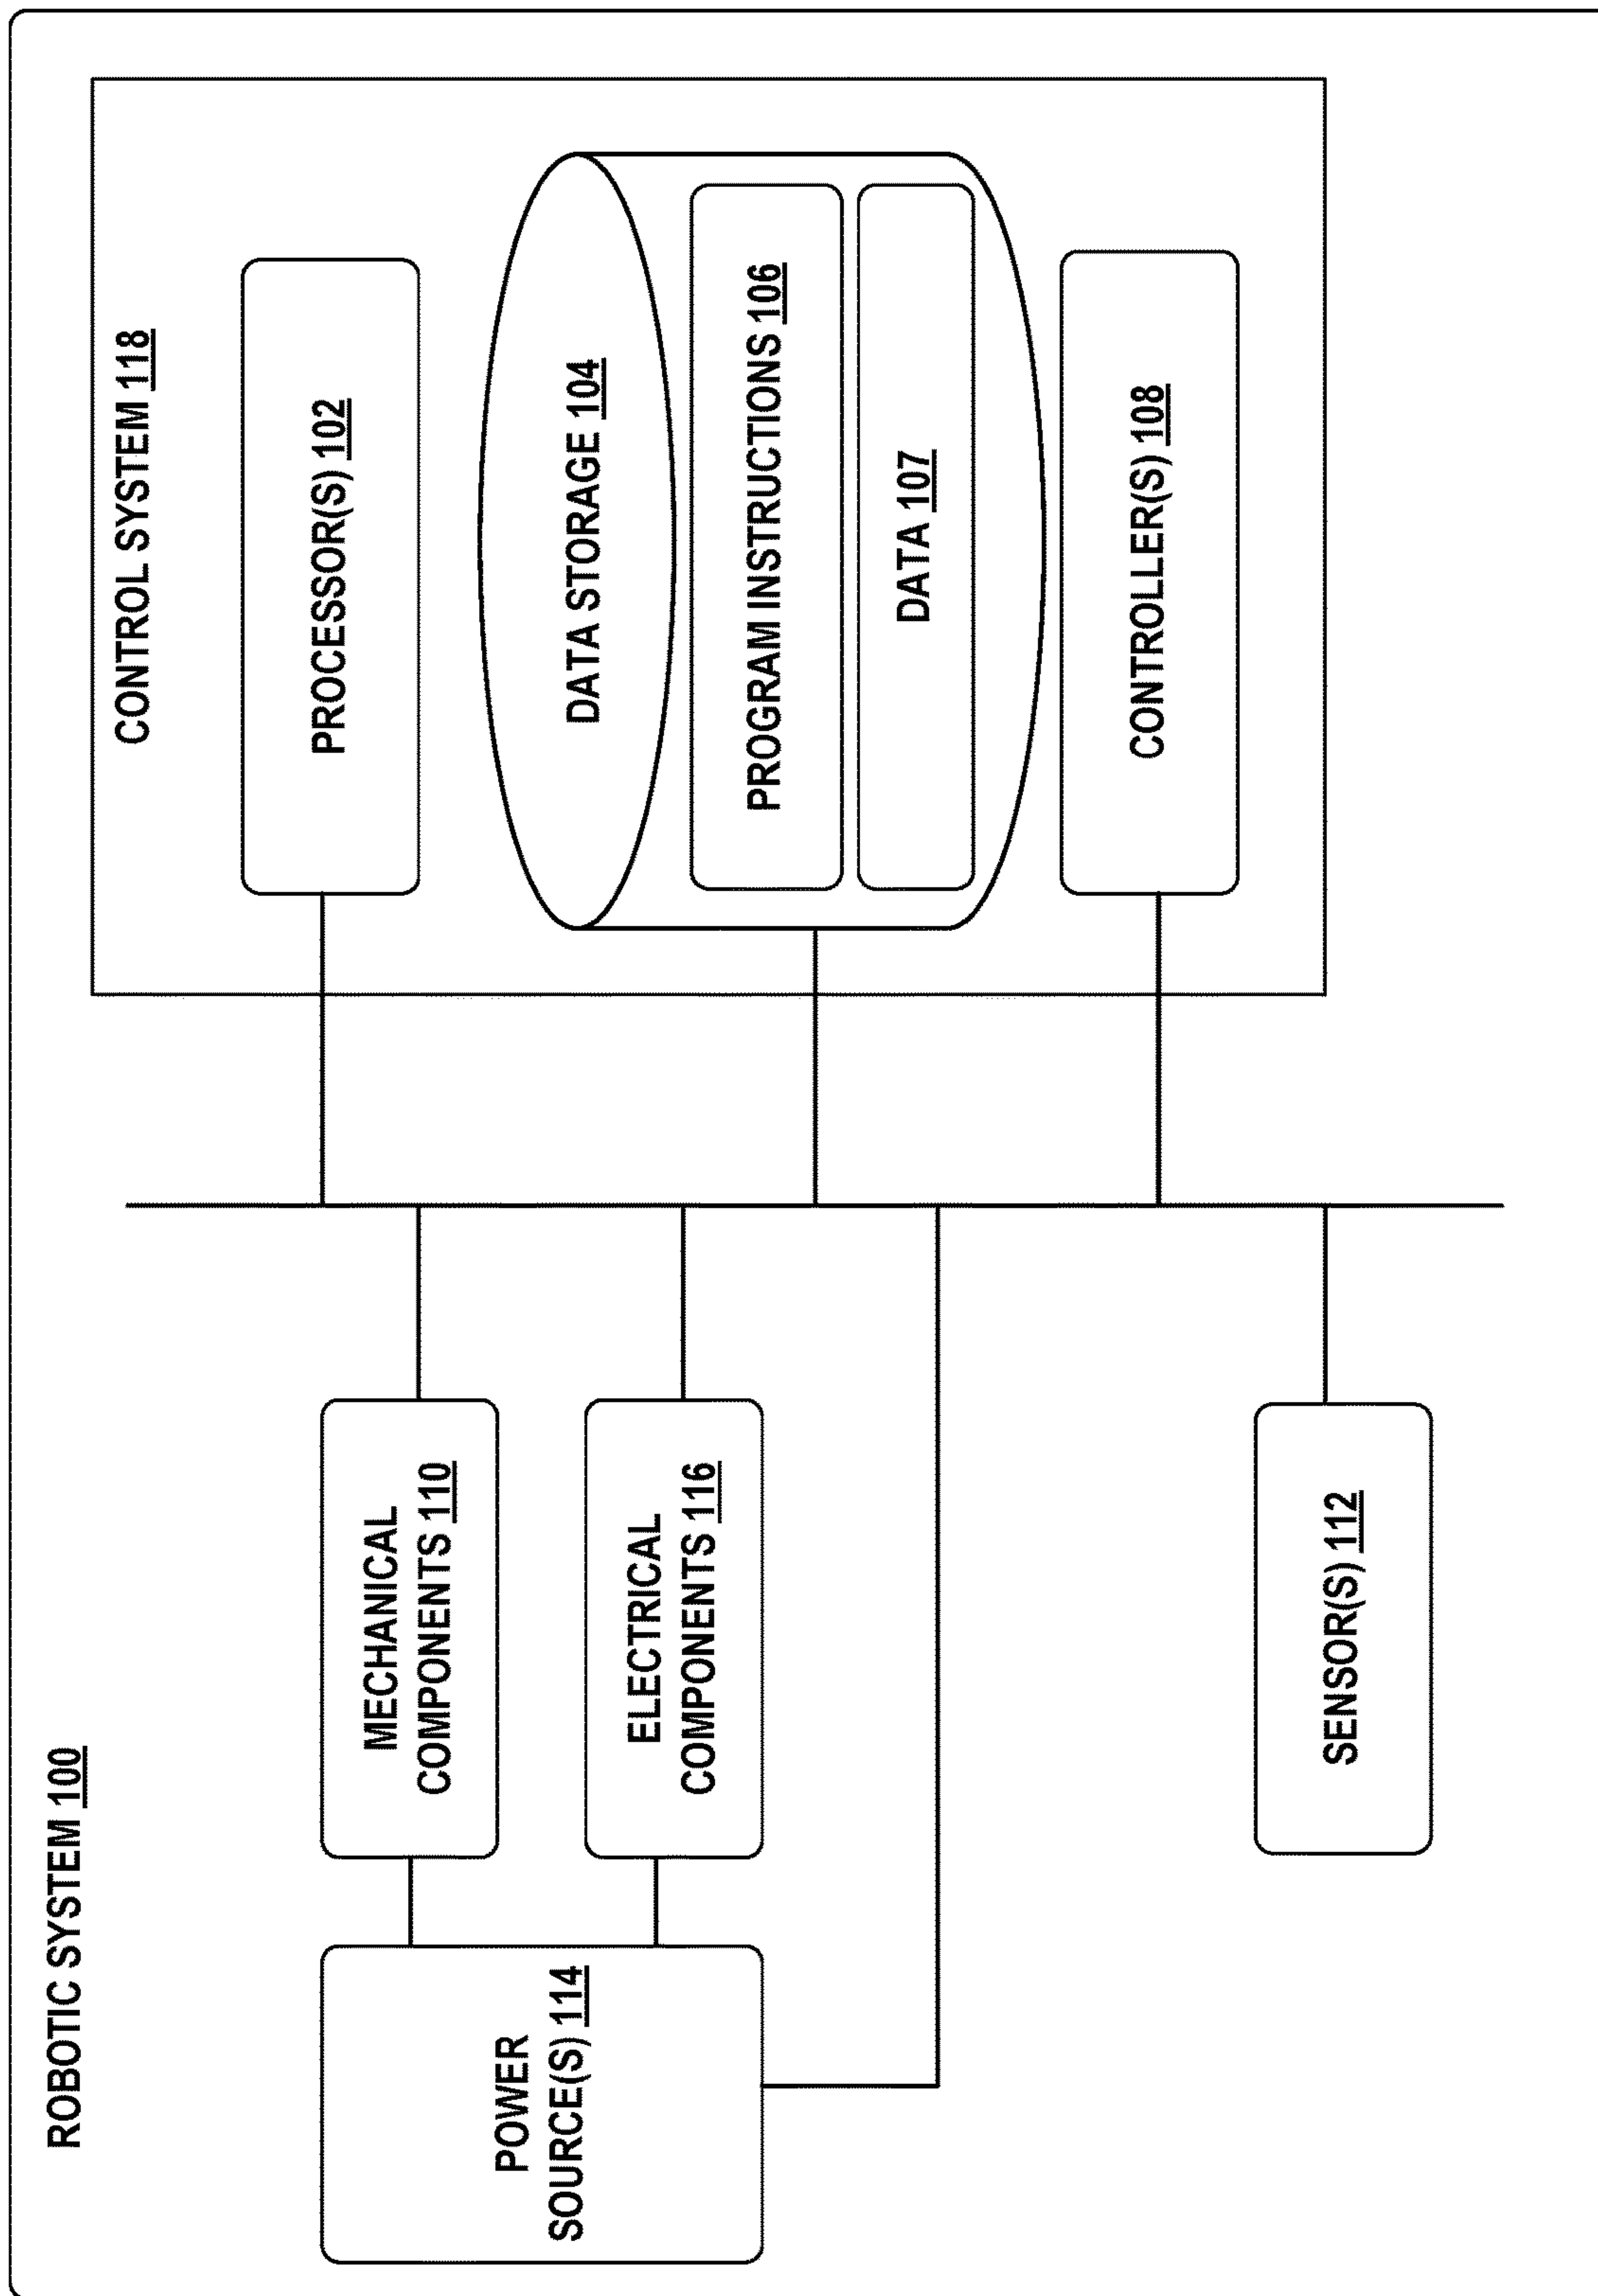 ROBOTIC SYSTEM 100
POWER
SOURCE(S) 114
MECHANICAL
COMPONENTS 110
ELECTRICAL
COMPONENTS 116
SENSOR(S) 112
CONTROL SYSTEM 118
PROCESSOR(S) 102
DATA STORAGE 104
PROGRAM INSTRUCTIONS 106
DATA 107
CONTROLLER(S) 108